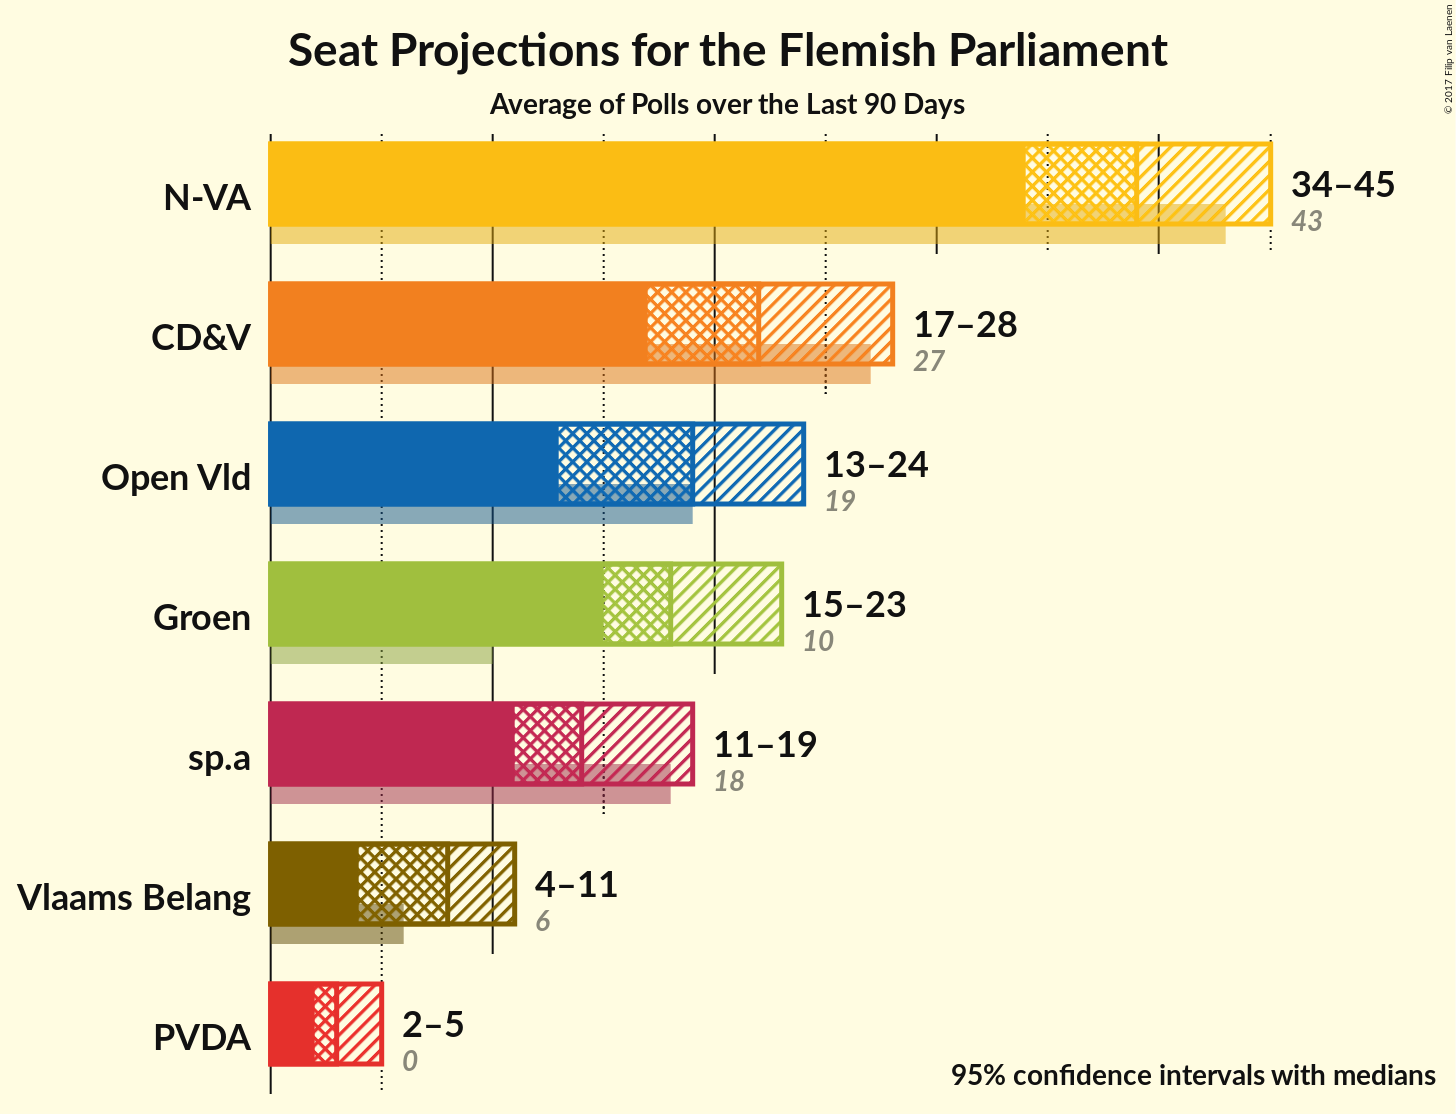 Seat Projections for the Flemish Parliament
Average of Polls over the Last 90 Days
© 2017 Filip van Laenen
N-VA
34–45
43
CD&V
17–28
27
Open Vld
13–24
19
Groen
15–23
10
sp.a
11–19
18
Vlaams Belang
4–11
6
PVDA
2–5
0
95% confidence intervals with medians